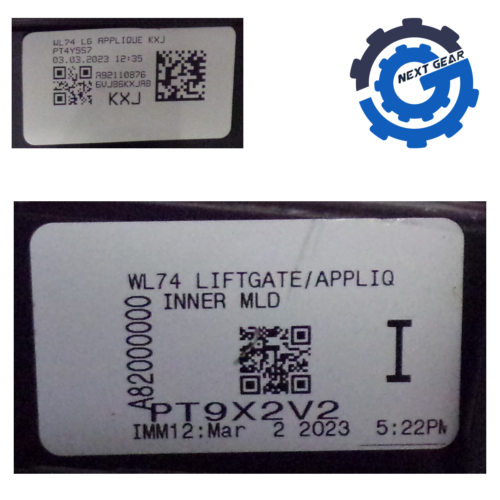 WL74 LG APPLIQUE KXJ
PT4Y557
03.03.2023 12:35
A92110876
6VJ86KXJAB
KXJ
NEXT GEAR
WL74 LIFTGATE/APPLIQ
INNER MLD
A82000000
I
PT9X2V2
IMM12:Mar 2 2023 5:22PM